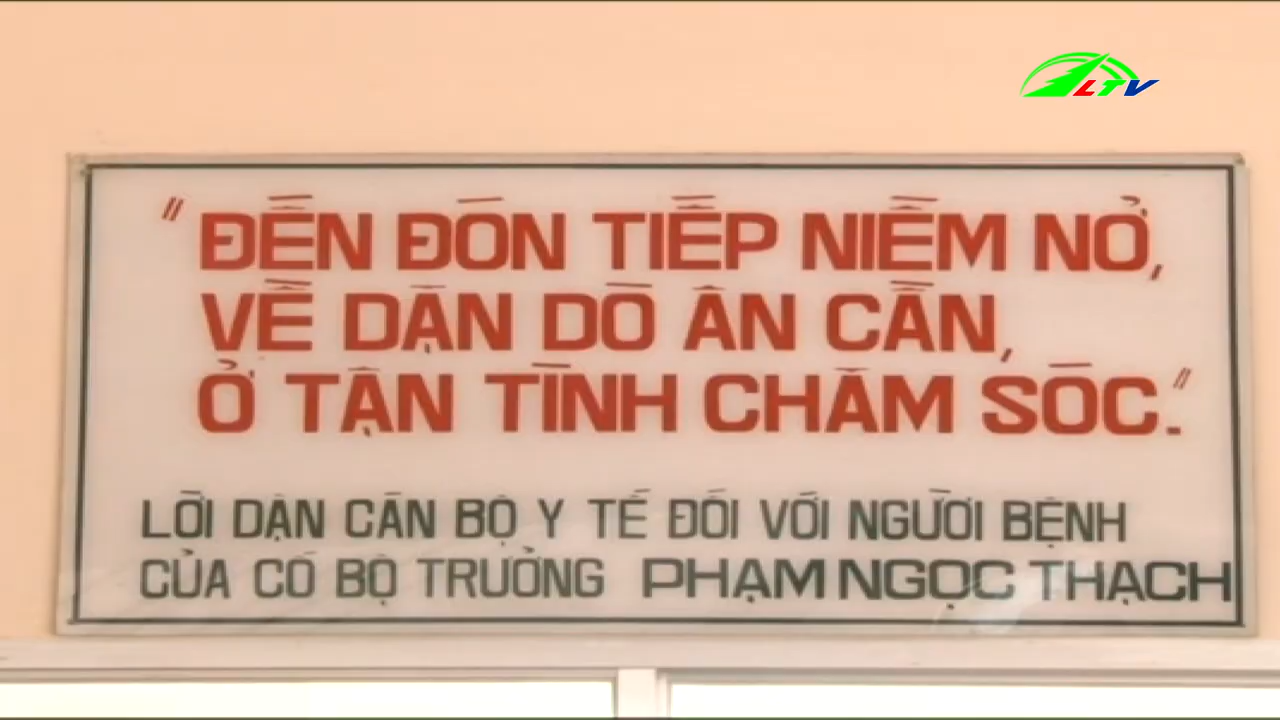 LTV
"ĐẾN ĐÓN TIẾP NIỀM NỞ,
VỀ DẶN DÒ ÂN CẦN,
Ở TẬN TÌNH CHĂM SÓC."
LỜI DẶN CÁN BỘ Y TẾ ĐỐI VỚI NGƯỜI BỆNH
CỦA CỐ BỘ TRƯỞNG PHẠM NGỌC THẠCH